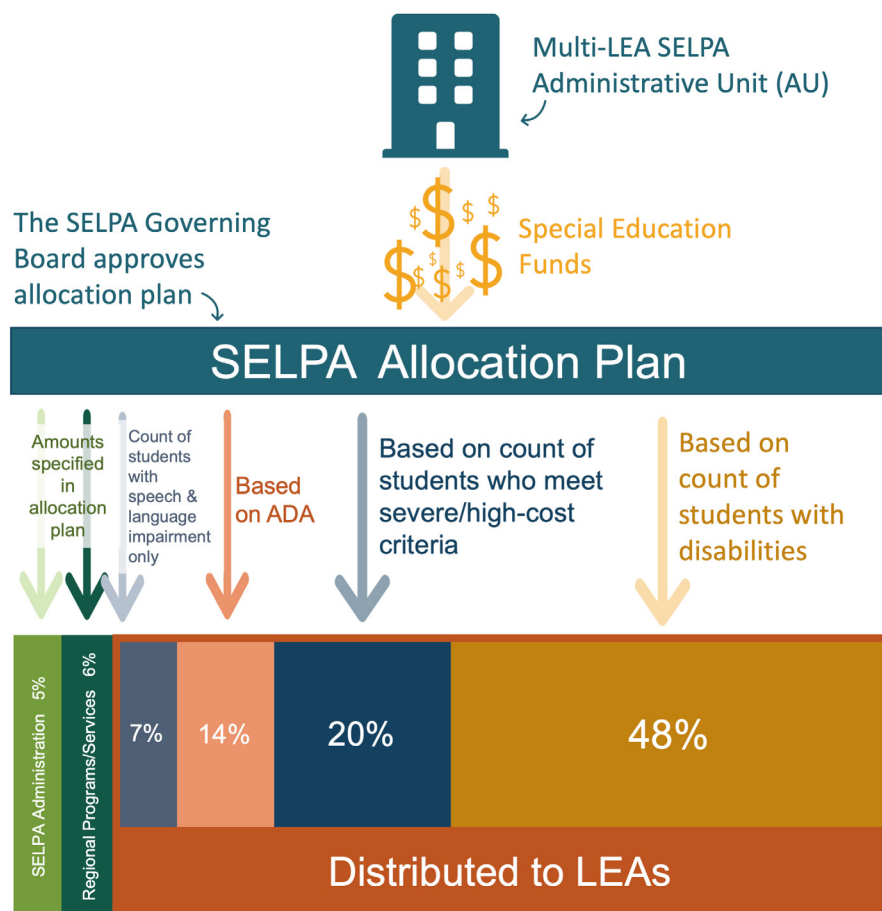 Multi-LEA SELPA
Administrative Unit (AU)
$ $ $ $ $ $ $ $ $ $
Special Education
Funds
The SELPA Governing
Board approves
allocation plan
SELPA Allocation Plan
Amounts
specified
in
allocation
plan
Count of
students
with
speech &
language
impairment
only
Based
on ADA
Based on count of
students who meet
severe/high-cost
criteria
Based on
count of
students with
disabilities
SELPA Administration 5%
Regional Programs/Services 6%
7%
14%
20%
48%
Distributed to LEAs